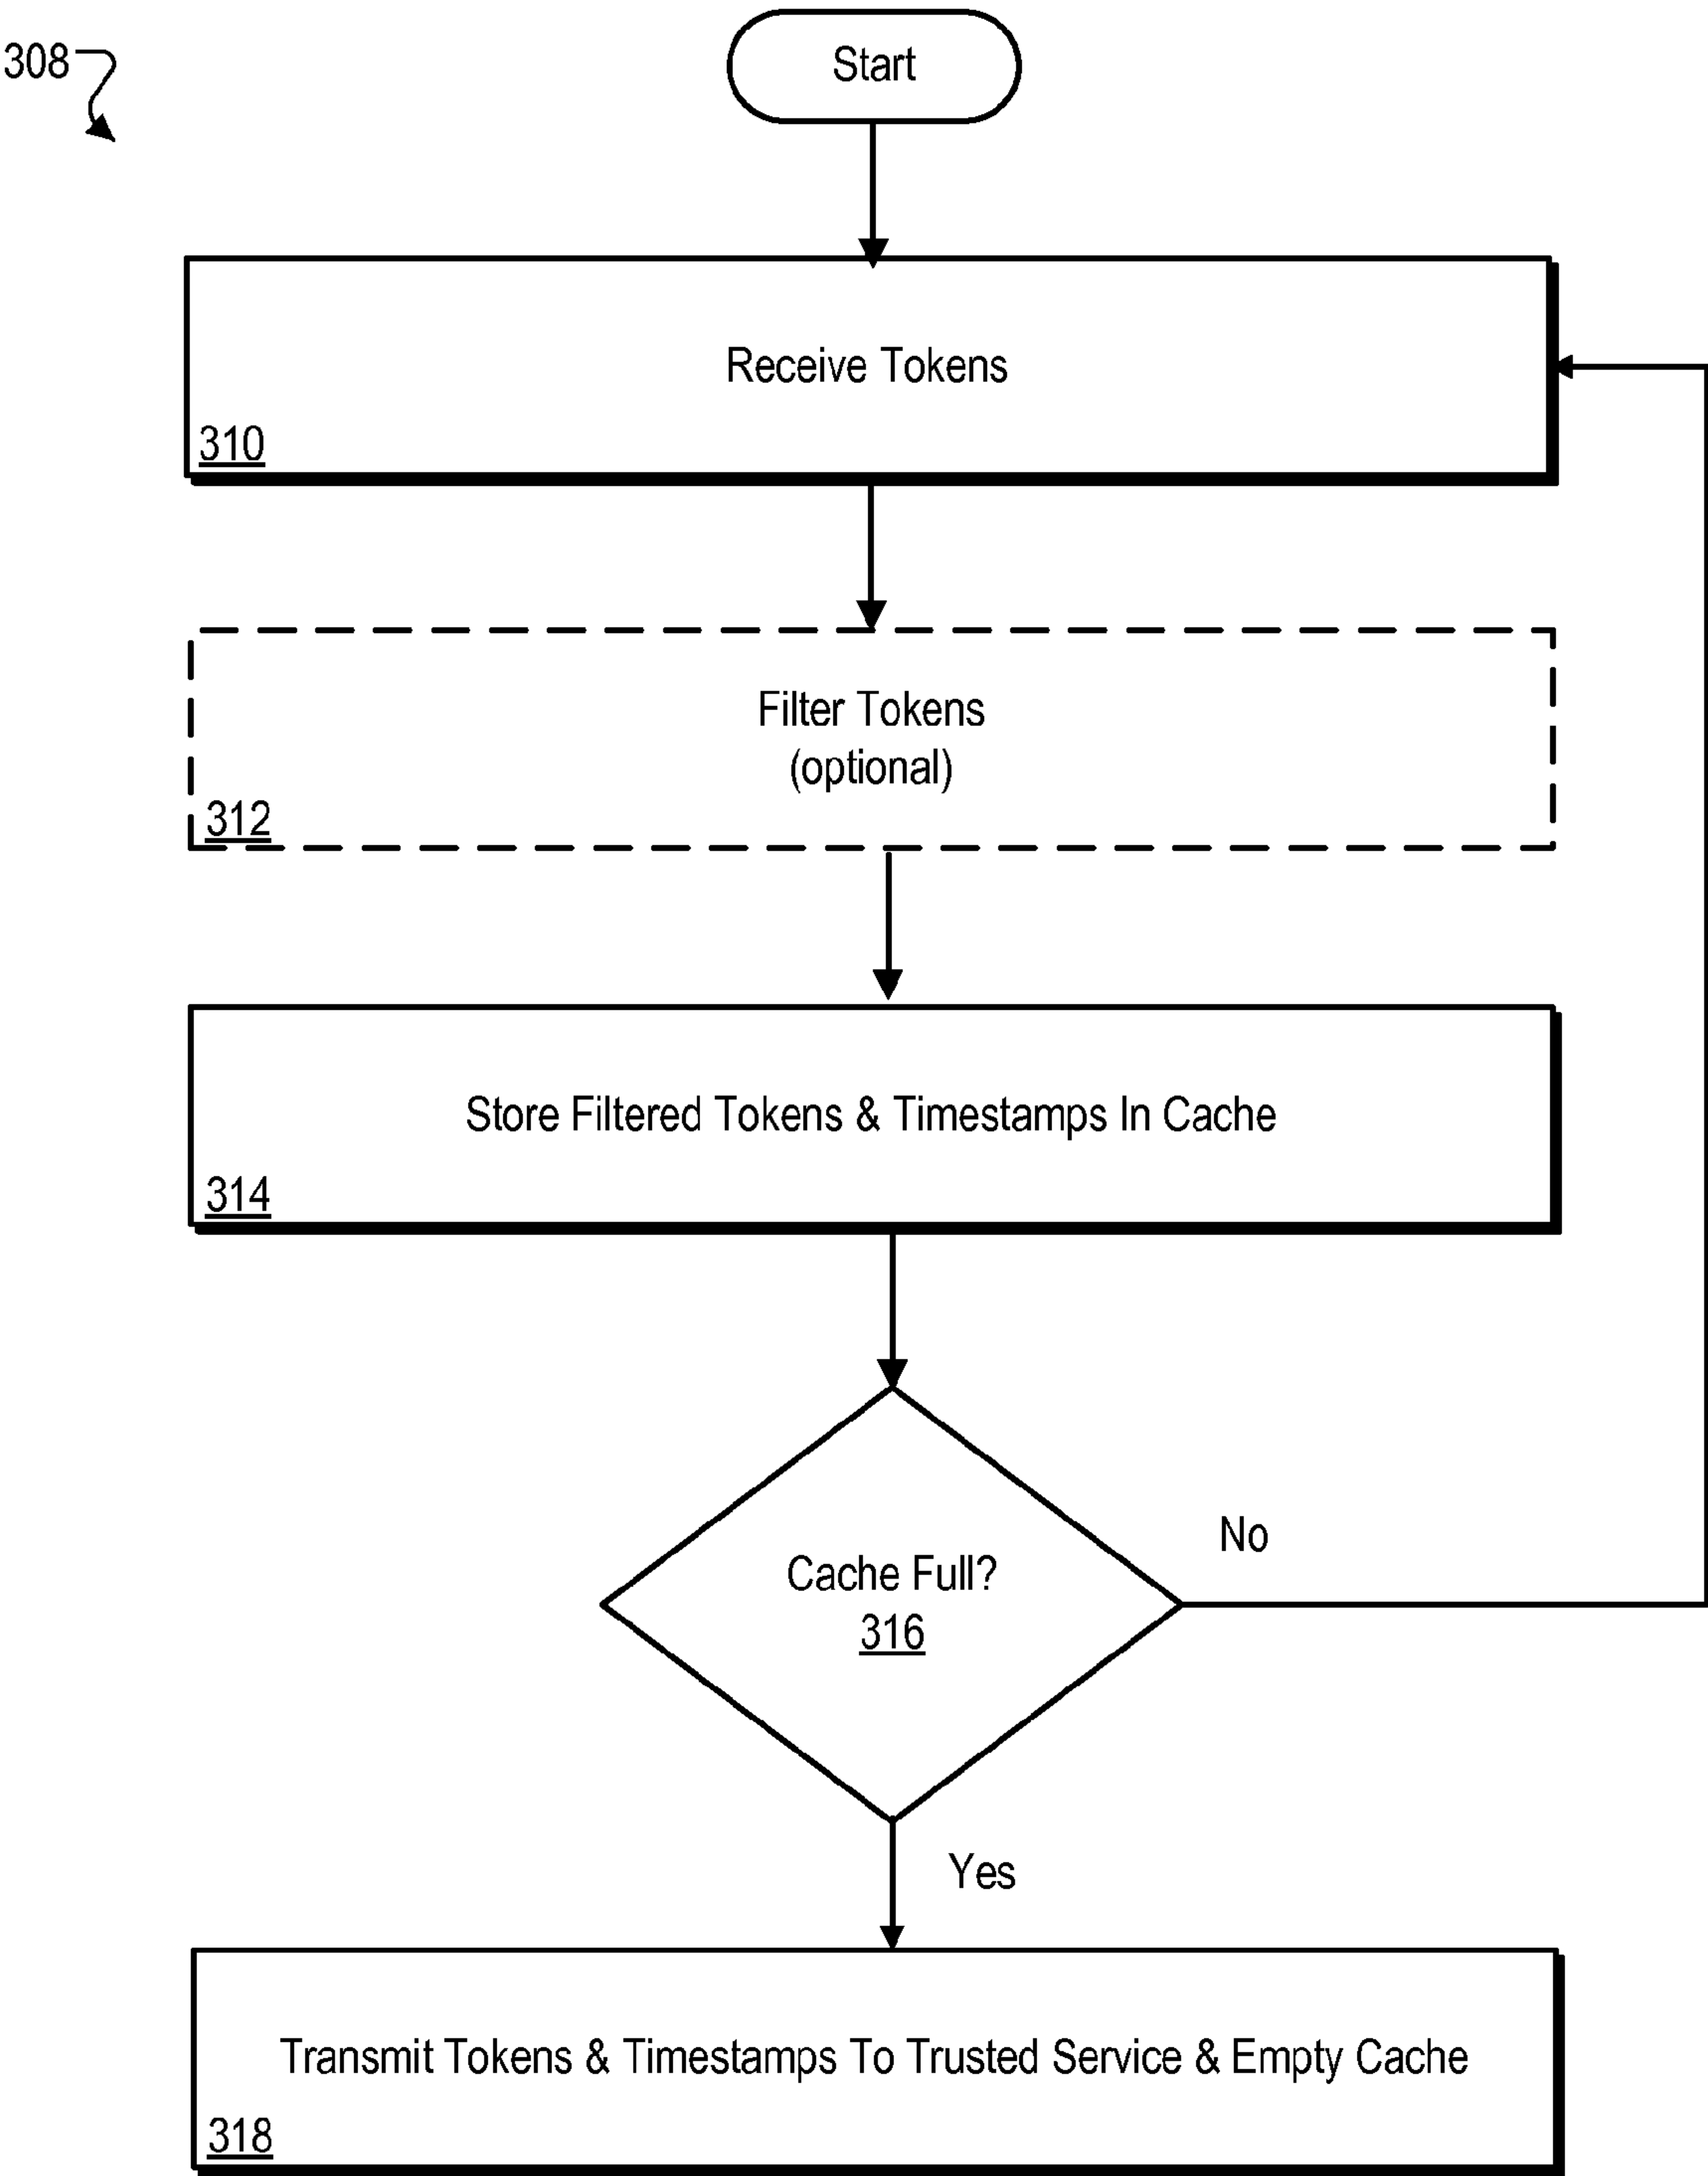 308
Start
Receive Tokens
310
Filter Tokens
(optional)
312
Store Filtered Tokens & Timestamps In Cache
314
No
Cache Full?
316
Yes
Transmit Tokens & Timestamps To Trusted Service & Empty Cache
318